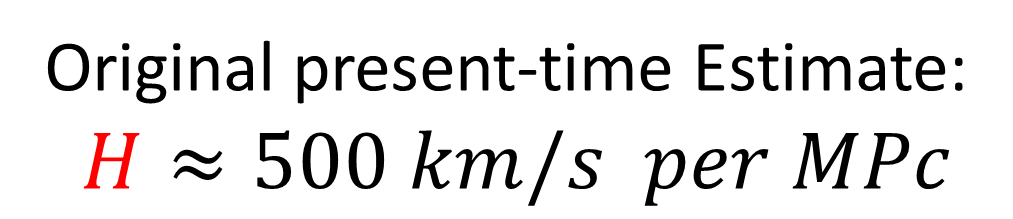 Original present-time Estimate:
H ≈ 500 km/s per MPc